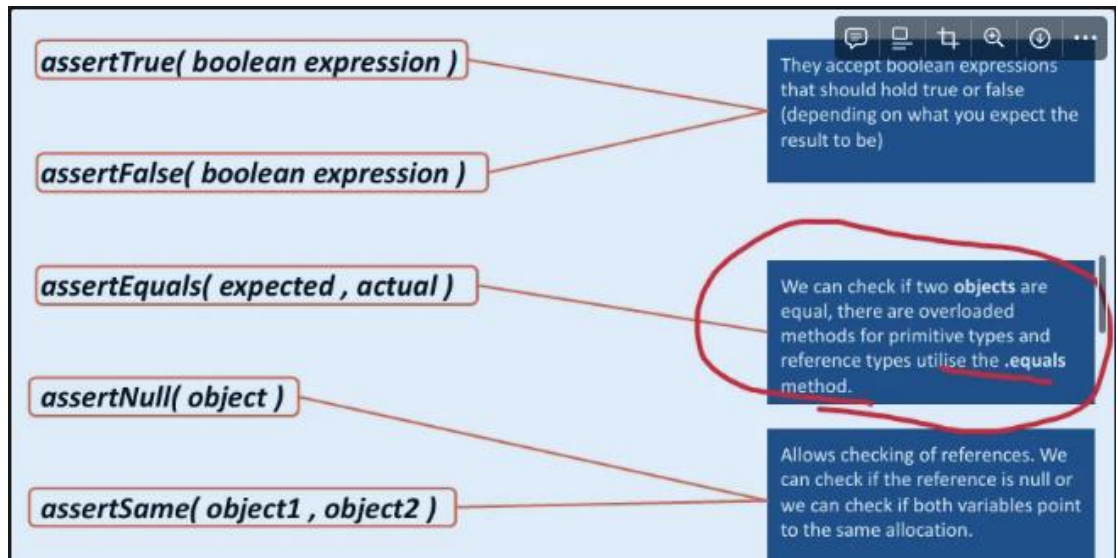 assertTrue( boolean expression )
They accept boolean expressions
that should hold true or false
(depending on what you expect the
result to be)
assertFalse( boolean expression )
assertEquals( expected , actual )
We can check if two objects are
equal, there are overloaded
methods for primitive types and
reference types utilise the .equals
method.
assertNull( object )
assertSame( object1 , object2 )
Allows checking of references. We
can check if the reference is null or
we can check if both variables point
to the same allocation.